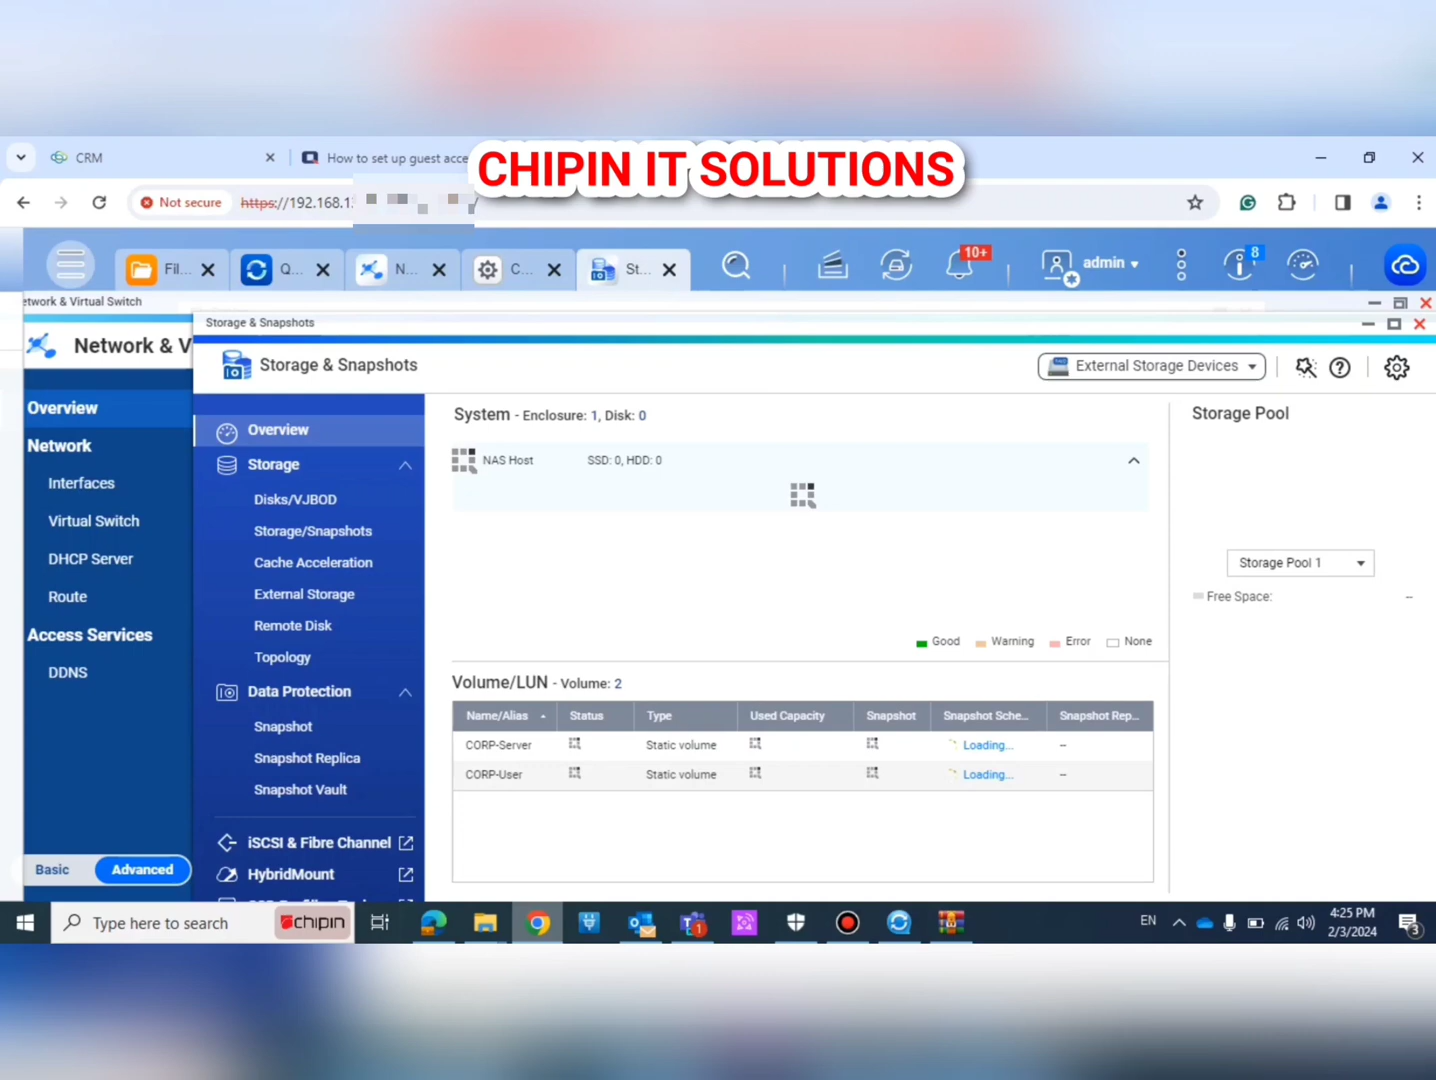 CHIPIN IT SOLUTIONS
CRM
How to set up guest acce
Not secure
https://192.168.1
Fil...
Q...
N...
C...
St...
10+
admin
8
etwork & Virtual Switch
Storage & Snapshots
Network & V
Storage & Snapshots
External Storage Devices
Overview
Network
Interfaces
Virtual Switch
DHCP Server
Route
Access Services
DDNS
Basic
Advanced
Overview
Storage
Disks/VJBOD
Storage/Snapshots
Cache Acceleration
External Storage
Remote Disk
Topology
Data Protection
Snapshot
Snapshot Replica
Snapshot Vault
iSCSI & Fibre Channel
HybridMount
System - Enclosure: 1, Disk: 0
NAS Host SSD: 0, HDD: 0
Good Warning Error None
Volume/LUN - Volume: 2
Name/Alias Status Type Used Capacity Snapshot Snapshot Sche... Snapshot Rep...
CORP-Server Static volume Loading... --
CORP-User Static volume Loading... --
Storage Pool
Storage Pool 1
Free Space: --
Type here to search
chipin
1
EN
4:25 PM
2/3/2024
3